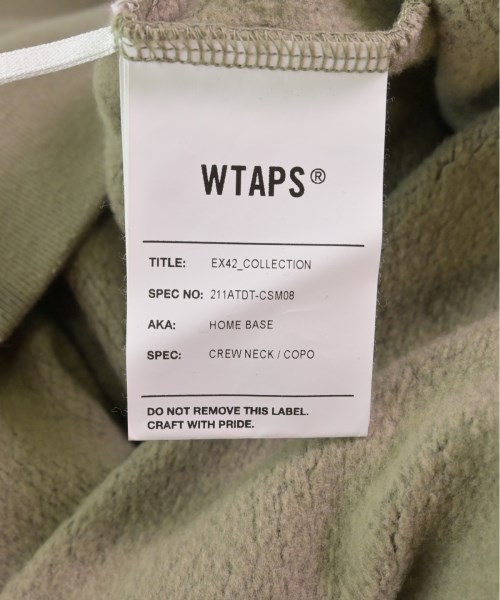 WTAPS®
TITLE: EX42_COLLECTION
SPEC NO: 211ATDT-CSM08
AKA: HOME BASE
SPEC: CREW NECK / COPO
DO NOT REMOVE THIS LABEL.
CRAFT WITH PRIDE.